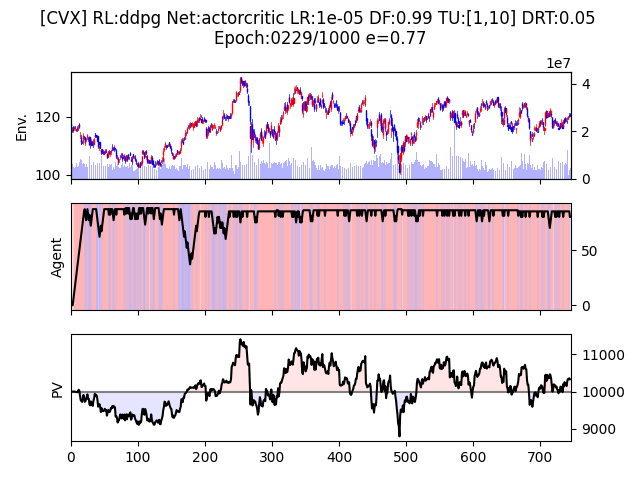 [CVX] RL:ddpg Net:actorcritic LR:1e-05 DF:0.99 TU:[1,10] DRT:0.05
Epoch:0229/1000 e=0.77
1e7
Env.
120
100
4
2
0
Agent
50
0
PV
11000
10000
9000
0 100 200 300 400 500 600 700